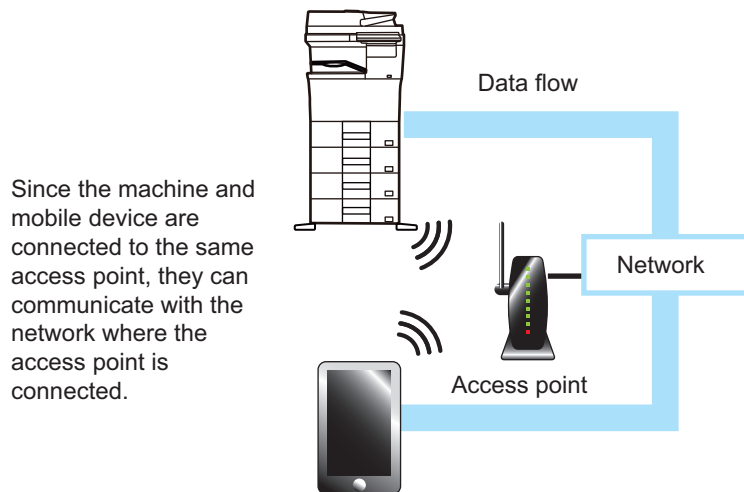 Data flow
Since the machine and
mobile device are
connected to the same
access point, they can
communicate with the
network where the
access point is
connected.
Network
Access point